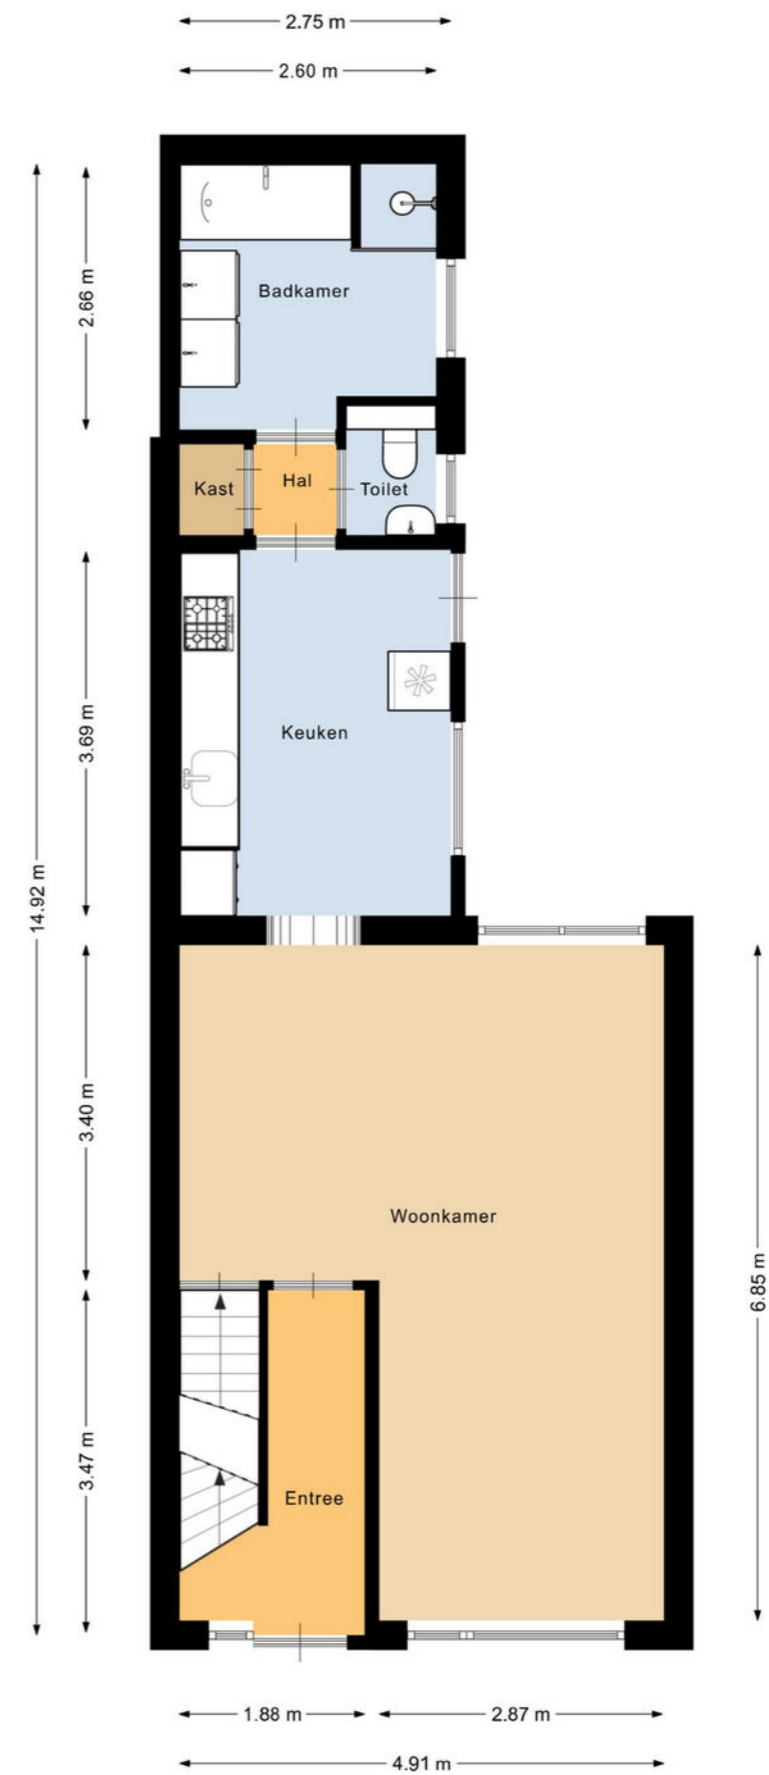 2.75 m
2.60 m
2.66 m
Badkamer
Kast
Hal
Toilet
3.69 m
Keuken
14.92 m
3.40 m
Woonkamer
6.85 m
3.47 m
Entree
1.88 m
2.87 m
4.91 m